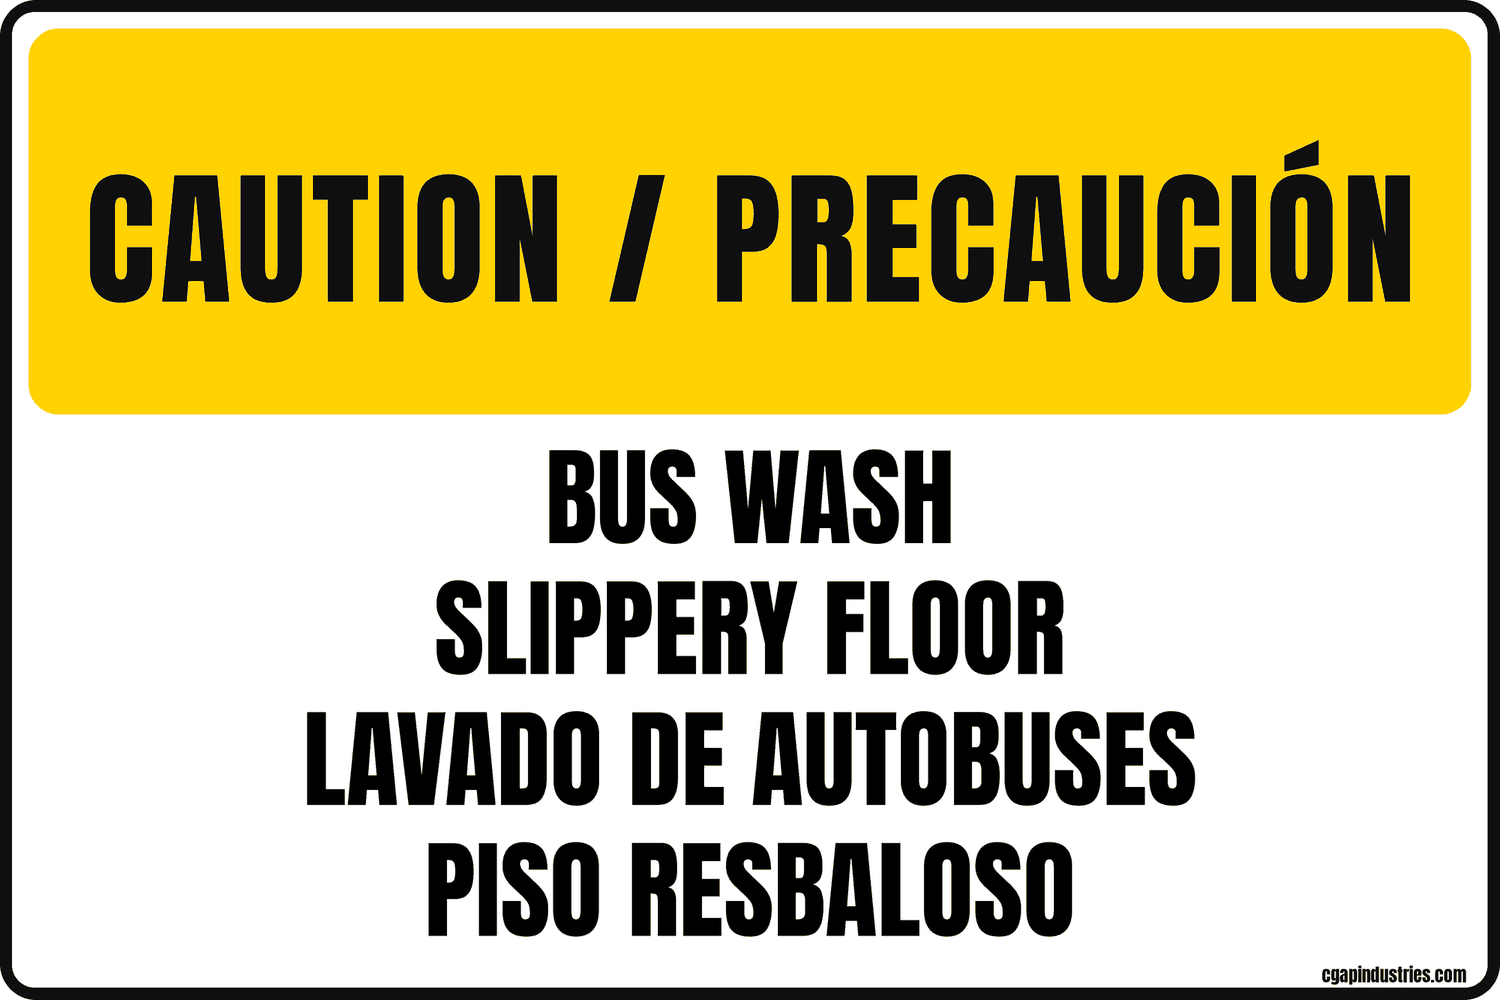 CAUTION / PRECAUCIÓN
BUS WASH
SLIPPERY FLOOR
LAVADO DE AUTOBUSES
PISO RESBALOSO
cgapindustries.com